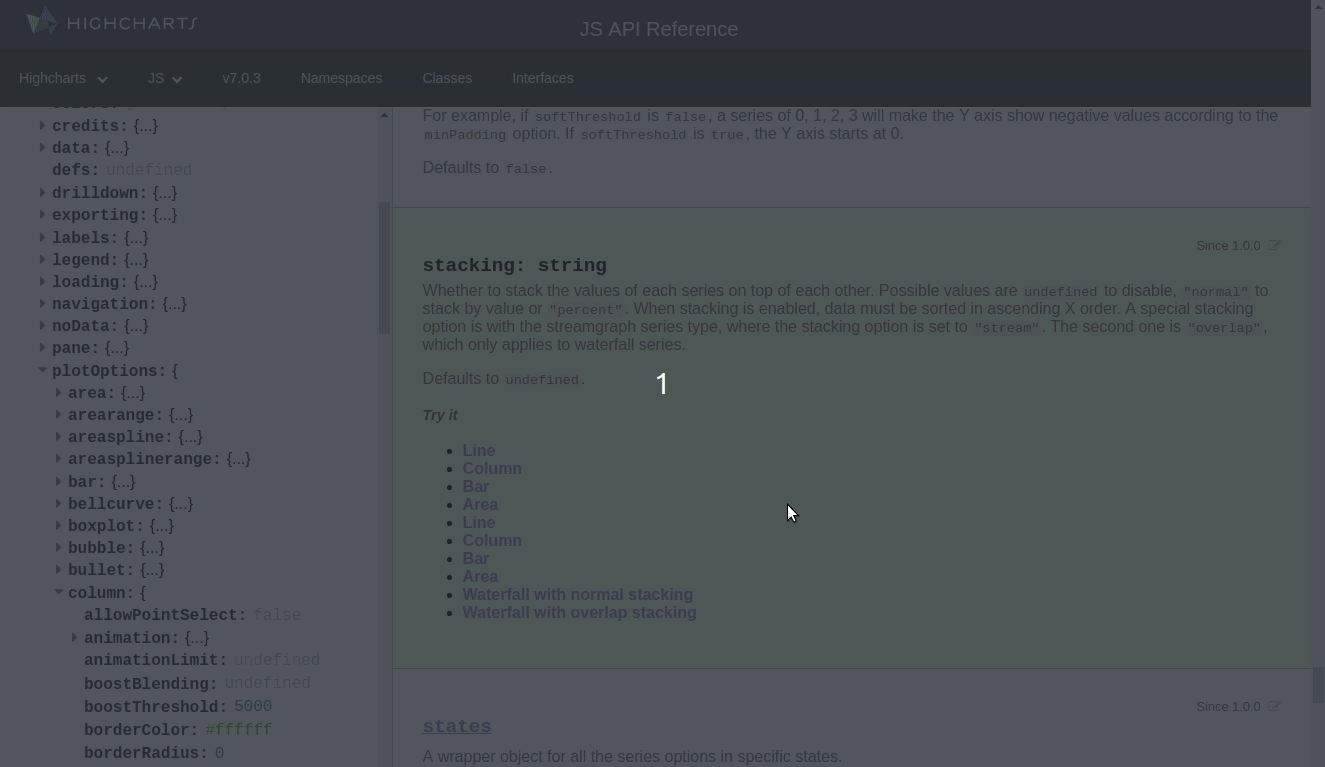 HIGHCHARTS
JS API Reference
Highcharts
JS
v7.0.3
Namespaces
Classes
Interfaces
credits: {...}
data: {...}
defs: undefined
drilldown: {...}
exporting: {...}
labels: {...}
legend: {...}
loading: {...}
navigation: {...}
noData: {...}
pane: {...}
plotOptions: {
area: {...}
arearange: {...}
areaspline: {...}
areasplinerange: {...}
bar: {...}
bellcurve: {...}
boxplot: {...}
bubble: {...}
bullet: {...}
column: {
allowPointSelect: false
animation: {...}
animationLimit: undefined
boostBlending: undefined
boostThreshold: 5000
borderColor: #ffffff
borderRadius: 0
For example, if softThreshold is false, a series of 0, 1, 2, 3 will make the Y axis show negative values according to the
minPadding option. If softThreshold is true, the Y axis starts at 0.
Defaults to false.
Since 1.0.0
stacking: string
Whether to stack the values of each series on top of each other. Possible values are undefined to disable, "normal" to
stack by value or "percent". When stacking is enabled, data must be sorted in ascending X order. A special stacking
option is with the streamgraph series type, where the stacking option is set to "stream". The second one is "overlap",
which only applies to waterfall series.
Defaults to undefined.
1
Try it
Line
Column
Bar
Area
Line
Column
Bar
Area
Waterfall with normal stacking
Waterfall with overlap stacking
Since 1.0.0
states
A wrapper object for all the series options in specific states.